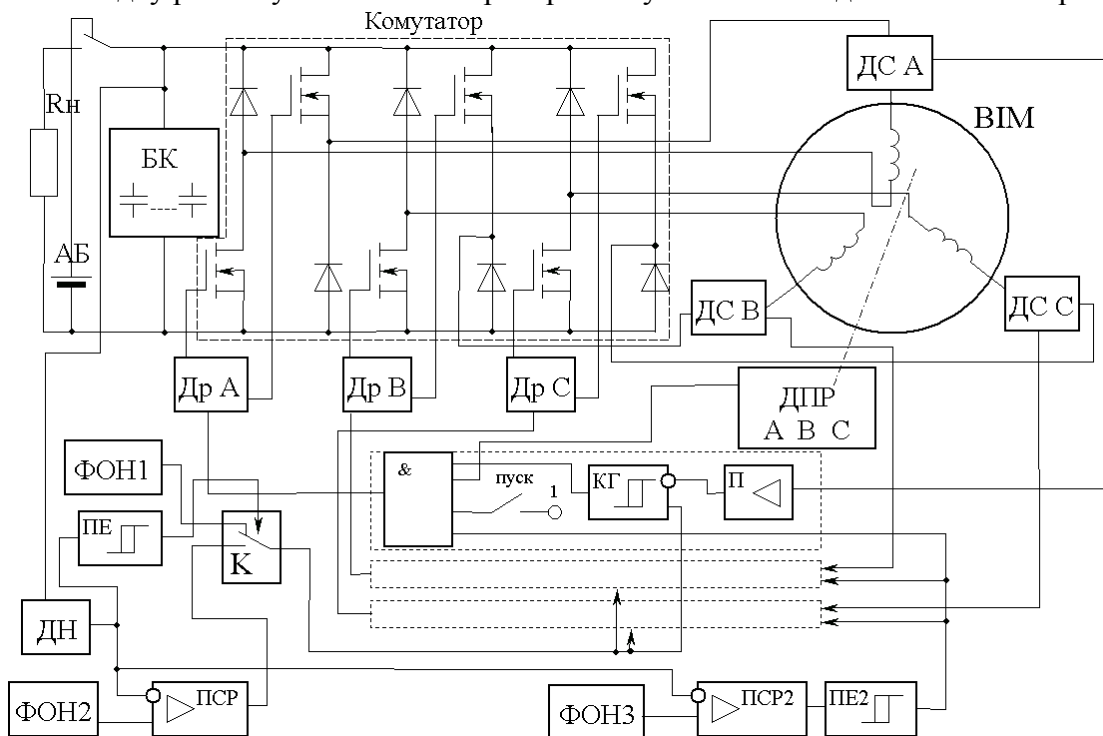 Комутатор
ДС А
Rн
BIM
БК
АБ
ДС В
ДС С
Др А
Др В
Др С
ДПР
А В С
ФОН1
&
пуск
1
КГ
П
ПЕ
К
ДН
ФОН2
ПСР
ФОН3
ПСР2
ПЕ2